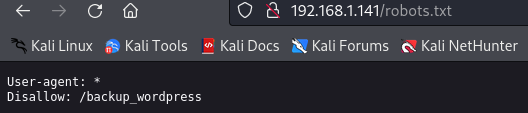 192.168.1.141/robots.txt
Kali Linux Kali Tools Kali Docs Kali Forums Kali NetHunter
User-agent: *
Disallow: /backup_wordpress